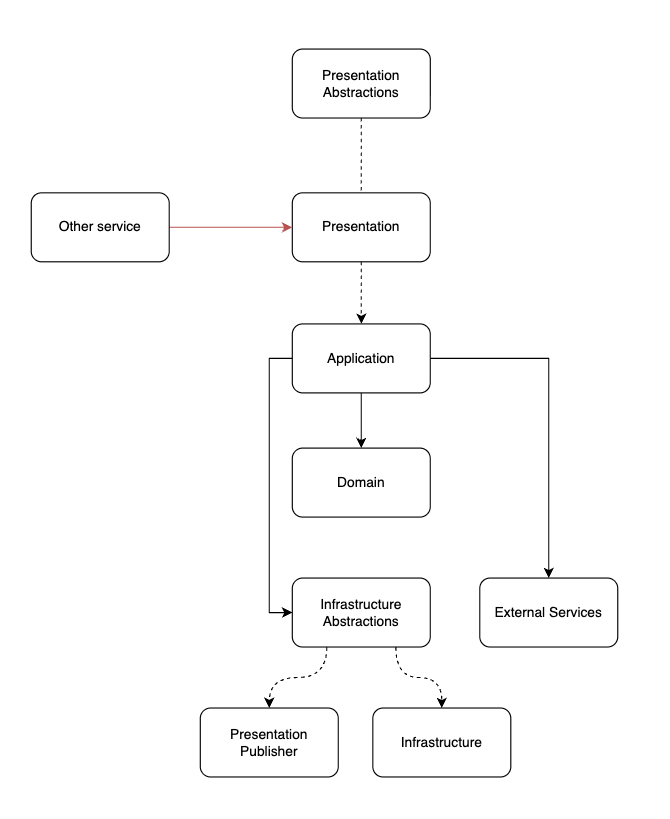 Presentation
Abstractions
Other service
Presentation
Application
Domain
Infrastructure
Abstractions
External Services
Presentation
Publisher
Infrastructure